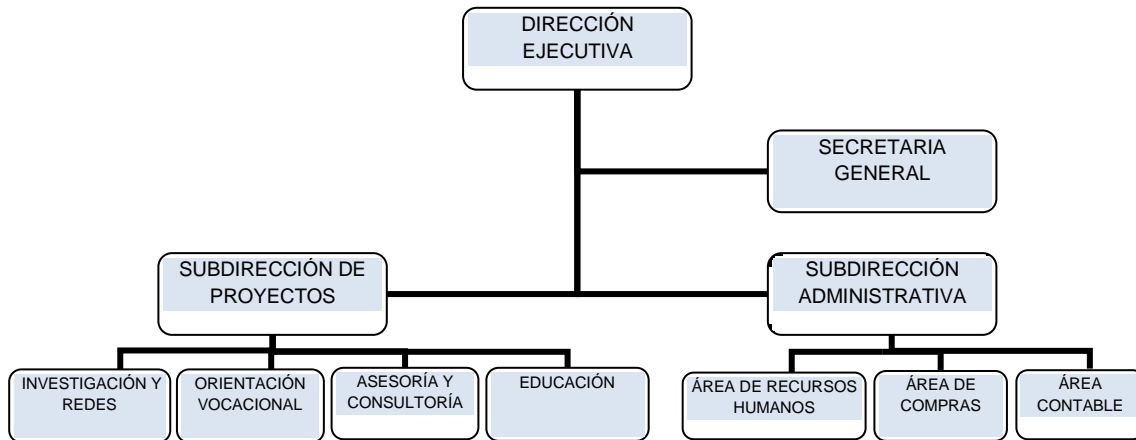 DIRECCIÓN
EJECUTIVA
SECRETARIA
GENERAL
SUBDIRECCIÓN DE
PROYECTOS
SUBDIRECCIÓN
ADMINISTRATIVA
INVESTIGACIÓN Y
REDES
ORIENTACIÓN
VOCACIONAL
ASESORÍA Y
CONSULTORÍA
EDUCACIÓN
ÁREA DE RECURSOS
HUMANOS
ÁREA DE
COMPRAS
ÁREA
CONTABLE